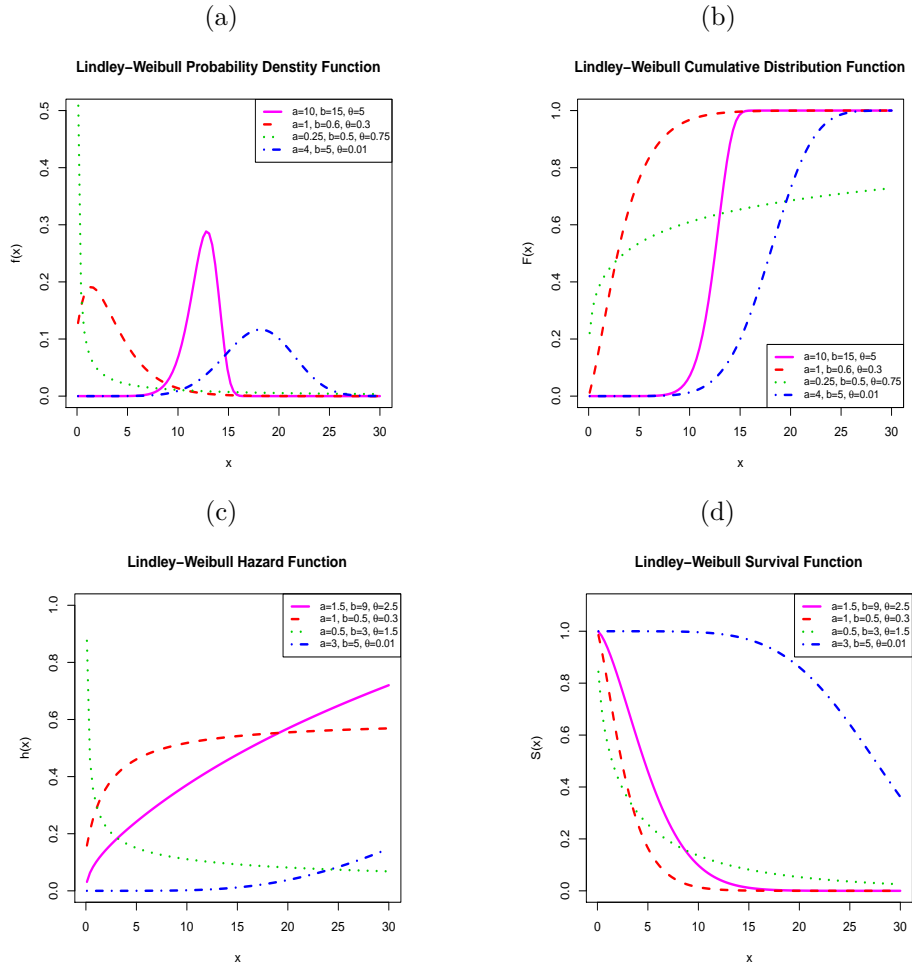 (a)
Lindley−Weibull Probability Denstity Function
f(x)
0.5
0.4
0.3
0.2
0.1
0.0
a=10, b=15, θ=5
a=1, b=0.6, θ=0.3
a=0.25, b=0.5, θ=0.75
a=4, b=5, θ=0.01
0 5 10 15 20 25 30
x
(b)
Lindley−Weibull Cumulative Distribution Function
F(x)
1.0
0.8
0.6
0.4
0.2
0.0
a=10, b=15, θ=5
a=1, b=0.6, θ=0.3
a=0.25, b=0.5, θ=0.75
a=4, b=5, θ=0.01
0 5 10 15 20 25 30
x
(c)
Lindley−Weibull Hazard Function
h(x)
1.0
0.8
0.6
0.4
0.2
0.0
a=1.5, b=9, θ=2.5
a=1, b=0.5, θ=0.3
a=0.5, b=3, θ=1.5
a=3, b=5, θ=0.01
0 5 10 15 20 25 30
x
(d)
Lindley−Weibull Survival Function
S(x)
1.0
0.8
0.6
0.4
0.2
0.0
a=1.5, b=9, θ=2.5
a=1, b=0.5, θ=0.3
a=0.5, b=3, θ=1.5
a=3, b=5, θ=0.01
0 5 10 15 20 25 30
x